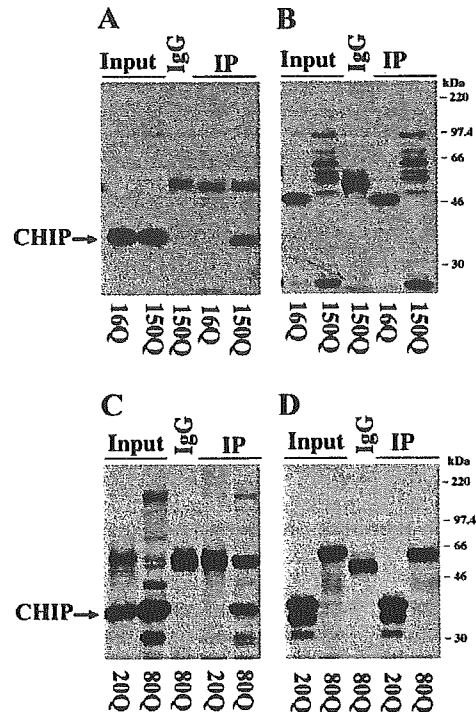 A
B
Input
IgG
IP
Input
IgG
IP
kDa
- 220
- 97.4
- 66
- 46
- 30
CHIP→
16Q
150Q
150Q
16Q
150Q
16Q
150Q
150Q
16Q
150Q
C
D
Input
IgG
IP
Input
IgG
IP
kDa
- 220
- 97.4
- 66
- 46
- 30
CHIP→
20Q
80Q
80Q
20Q
80Q
20Q
80Q
80Q
20Q
80Q